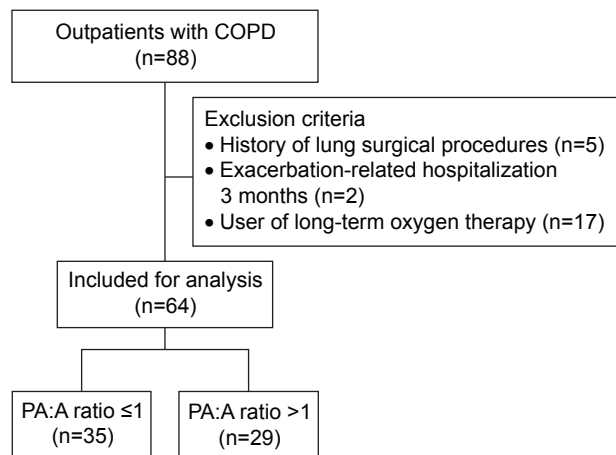 Outpatients with COPD
(n=88)
Exclusion criteria
• History of lung surgical procedures (n=5)
• Exacerbation-related hospitalization
3 months (n=2)
• User of long-term oxygen therapy (n=17)
Included for analysis
(n=64)
PA:A ratio ≤1
(n=35)
PA:A ratio >1
(n=29)